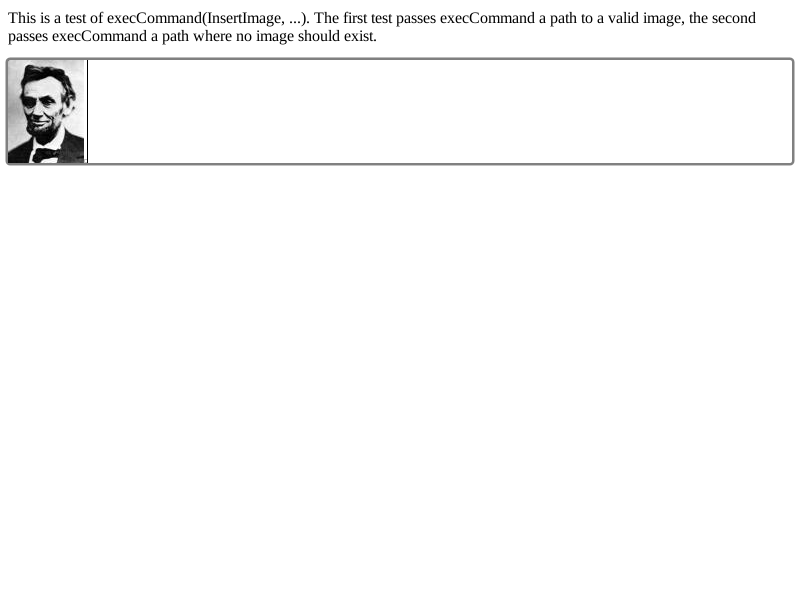 This is a test of execCommand(InsertImage, ...). The first test passes execCommand a path to a valid image, the second
passes execCommand a path where no image should exist.